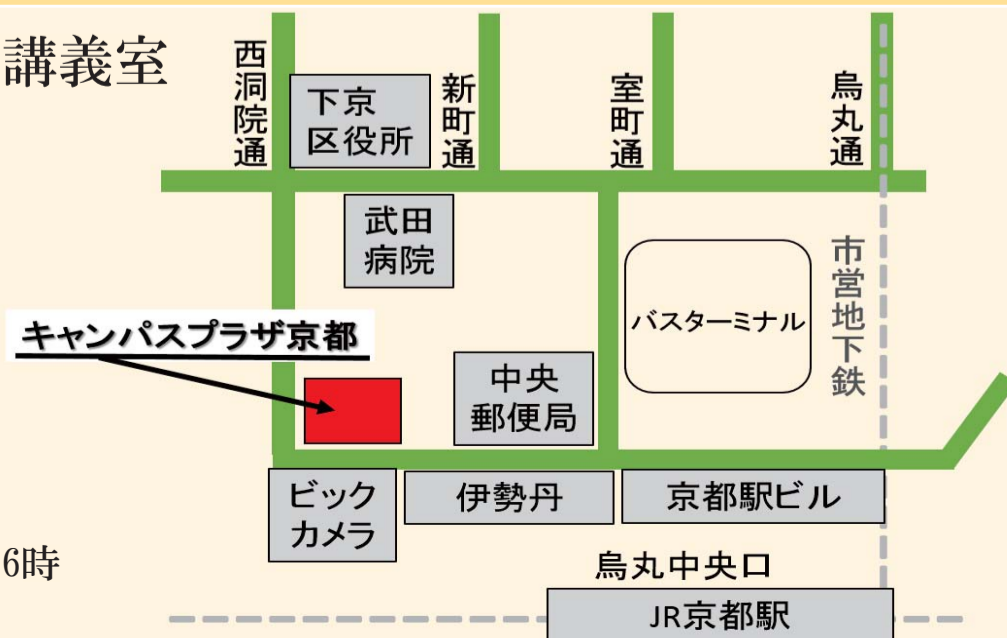 講義室
西洞院通
下京
区役所
新町通
室町通
烏丸通
武田
病院
バスターミナル
市営地下鉄
キャンパスプラザ京都
中央
郵便局
ビック
カメラ
伊勢丹
京都駅ビル
6時
烏丸中央口
JR京都駅